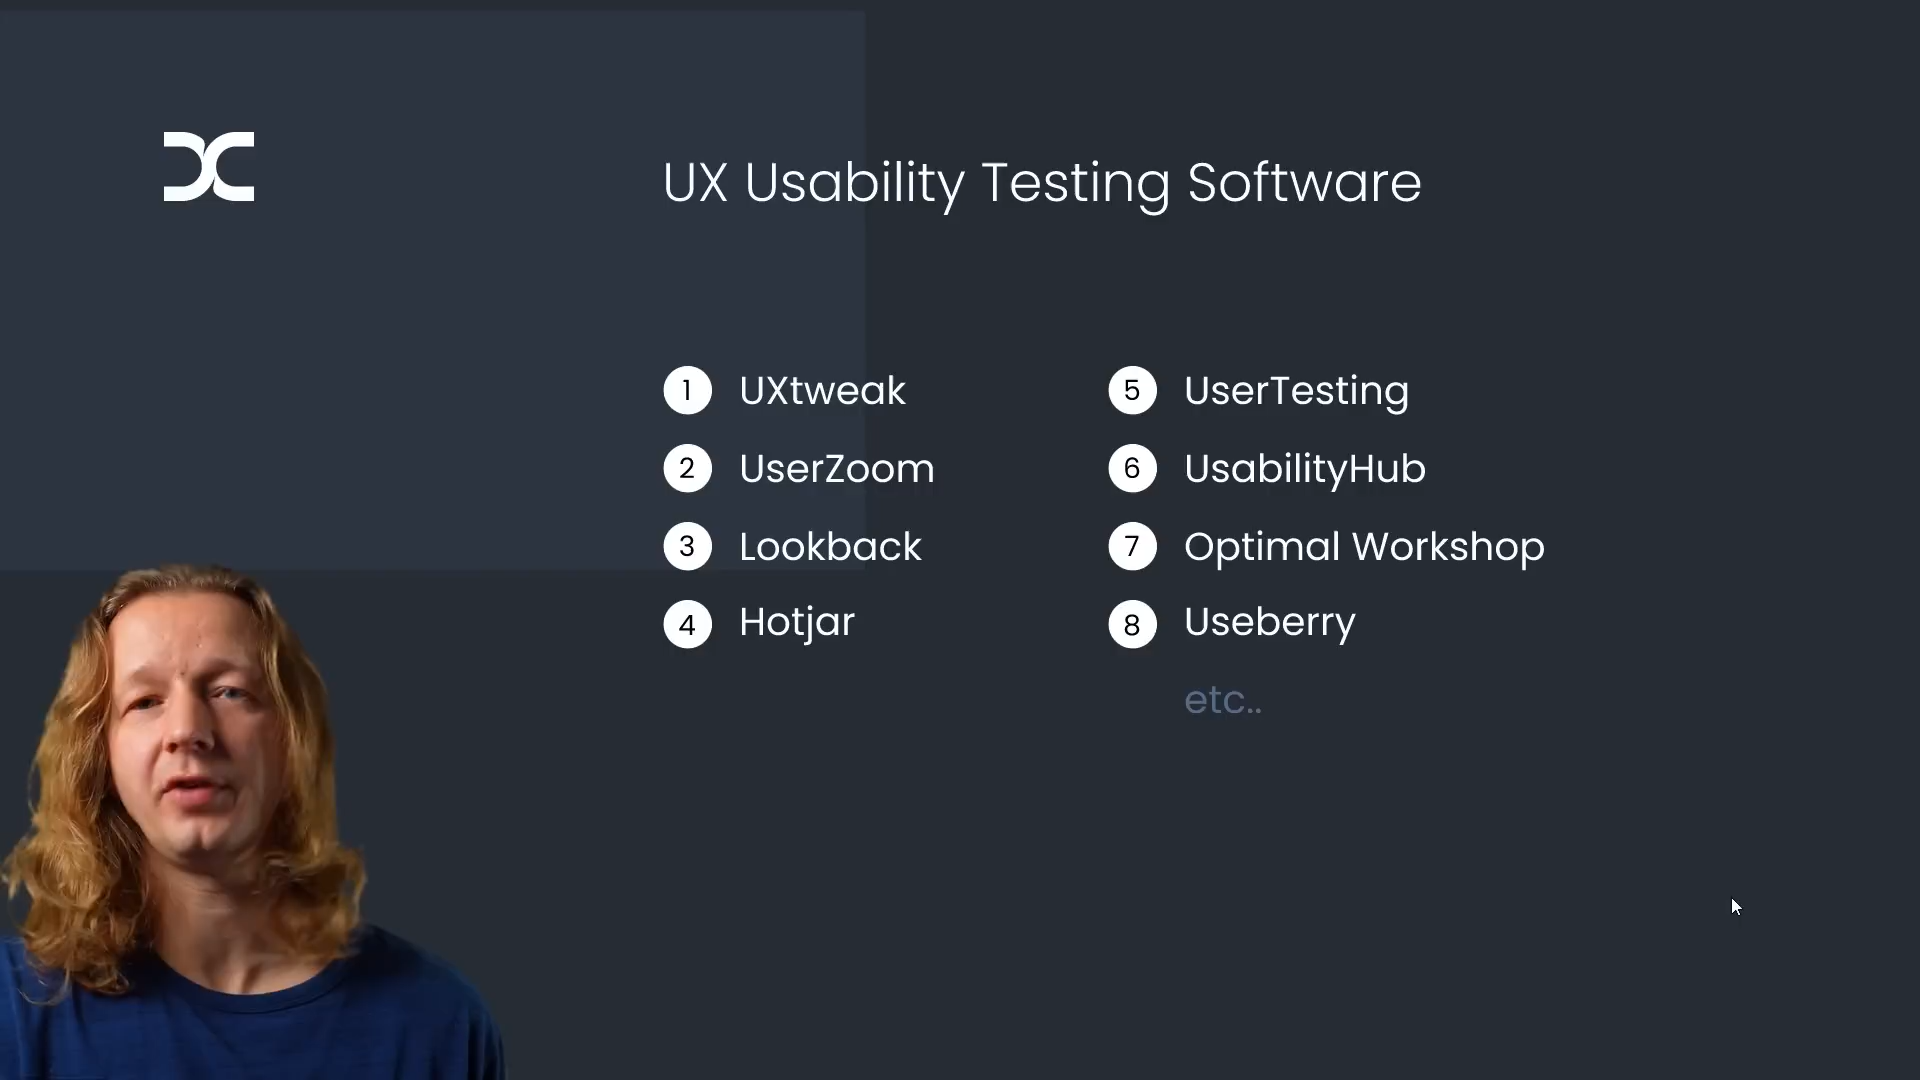 UX Usability Testing Software
1 UXtweak
2 UserZoom
3 Lookback
4 Hotjar
5 UserTesting
6 UsabilityHub
7 Optimal Workshop
8 Useberry
etc..